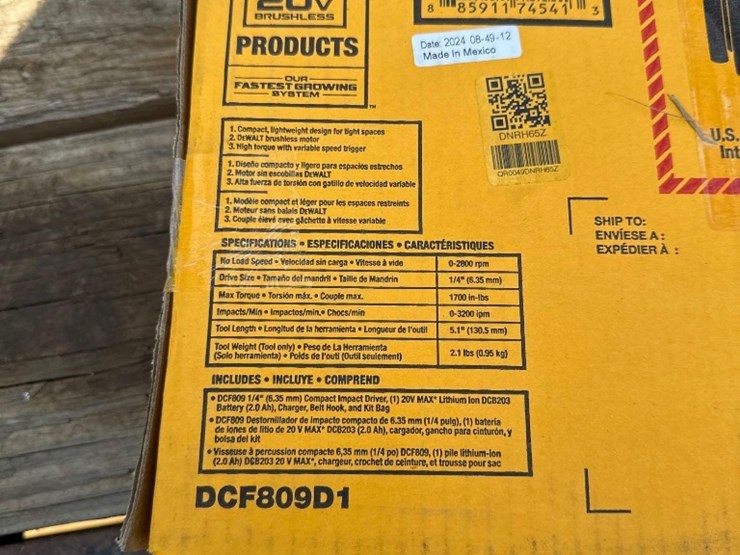 20V
BRUSHLESS
PRODUCTS
OUR
FASTEST GROWING
SYSTEM
™
8 85911 74541 3
Date: 2024 08-49-12
Made In Mexico
DNRH65Z
QR0049DNRH65Z
U.S.
Int
1. Compact, lightweight design for tight spaces
2. DEWALT brushless motor
3. High torque with variable speed trigger
1. Diseño compacto y ligero para espacios estrechos
2. Motor sin escobillas DEWALT
3. Alta fuerza de torsión con gatillo de velocidad variable
1. Modèle compact et léger pour les espaces restreints
2. Moteur sans balais DEWALT
3. Couple élevé avec gâchette à vitesse variable
SHIP TO:
ENVÍESE A:
EXPÉDIER À :
SPECIFICATIONS • ESPECIFICACIONES • CARACTÉRISTIQUES
No Load Speed • Velocidad sin carga • Vitesse à vide 0-2800 rpm
Drive Size • Tamaño del mandril • Taille de Mandrin 1/4" (6.35 mm)
Max Torque • Torsión máx. • Couple max. 1700 in-lbs
Impacts/Min • Impactos/min. • Chocs/min 0-3200 ipm
Tool Length • Longitud de la herramienta • Longueur de l'outil 5.1" (130.5 mm)
Tool Weight (Tool only) • Peso de La Herramienta
(Solo herramienta) • Poids de l'outi (Outil seulement) 2.1 lbs (0.95 kg)
INCLUDES • INCLUYE • COMPREND
• DCF809 1/4" (6.35 mm) Compact Impact Driver, (1) 20V MAX* Lithium Ion DCB203
Battery (2.0 Ah), Charger, Belt Hook, and Kit Bag
• DCF809 Destornillador de impacto compacto de 6.35 mm (1/4 pulg), (1) batería
de iones de litio de 20 V MAX* DCB203 (2.0 Ah), cargador, gancho para cinturón, y
bolsa del kit
• Visseuse à percussion compacte 6,35 mm (1/4 po) DCF809, (1) pile lithium-ion
(2.0 Ah) DCB203 20 V MAX*, chargeur, crochet de ceinture, et trousse pour sac
DCF809D1